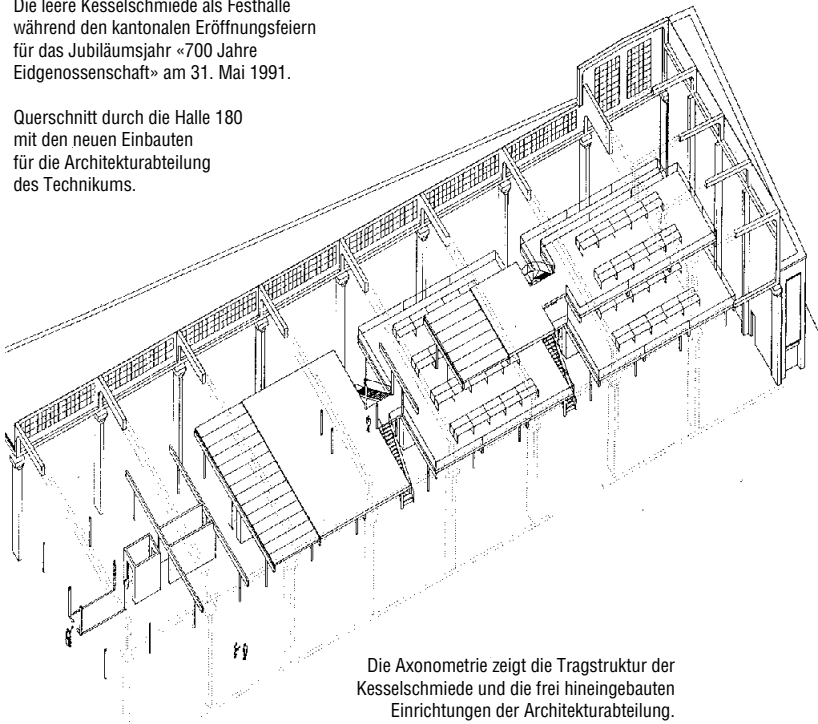 Die leere Kesselschmiede als Festhalle
während den kantonalen Eröffnungsfeiern
für das Jubiläumsjahr «700 Jahre
Eidgenossenschaft» am 31. Mai 1991.
Querschnitt durch die Halle 180
mit den neuen Einbauten
für die Architekturabteilung
des Technikums.
Die Axonometrie zeigt die Tragstruktur der
Kesselschmiede und die frei hineingebauten
Einrichtungen der Architekturabteilung.